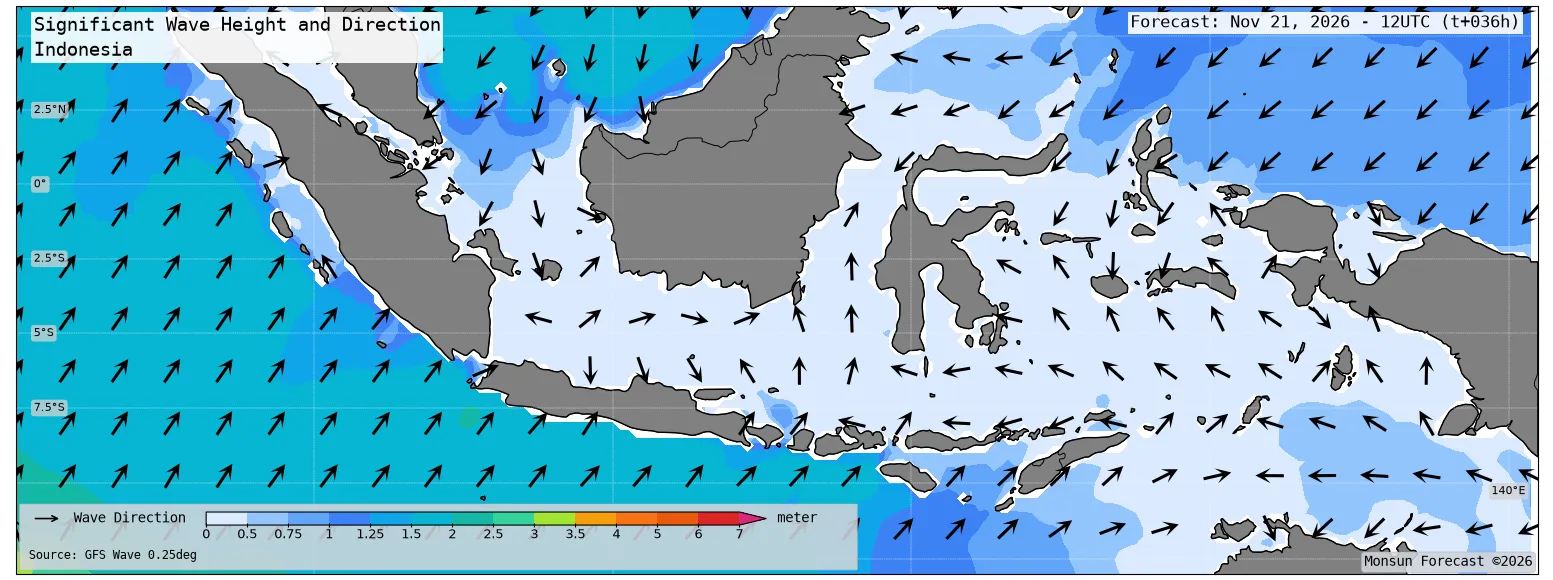 Significant Wave Height and Direction
Indonesia
Forecast: Nov 21, 2026 - 12UTC (t+036h)
2.5°N
0°
2.5°S
5°S
7.5°S
140°E
Wave Direction
0 0.5 0.75 1 1.25 1.5 2 2.5 3 3.5 4 5 6 7
meter
Source: GFS Wave 0.25deg
Monsun Forecast ©2026